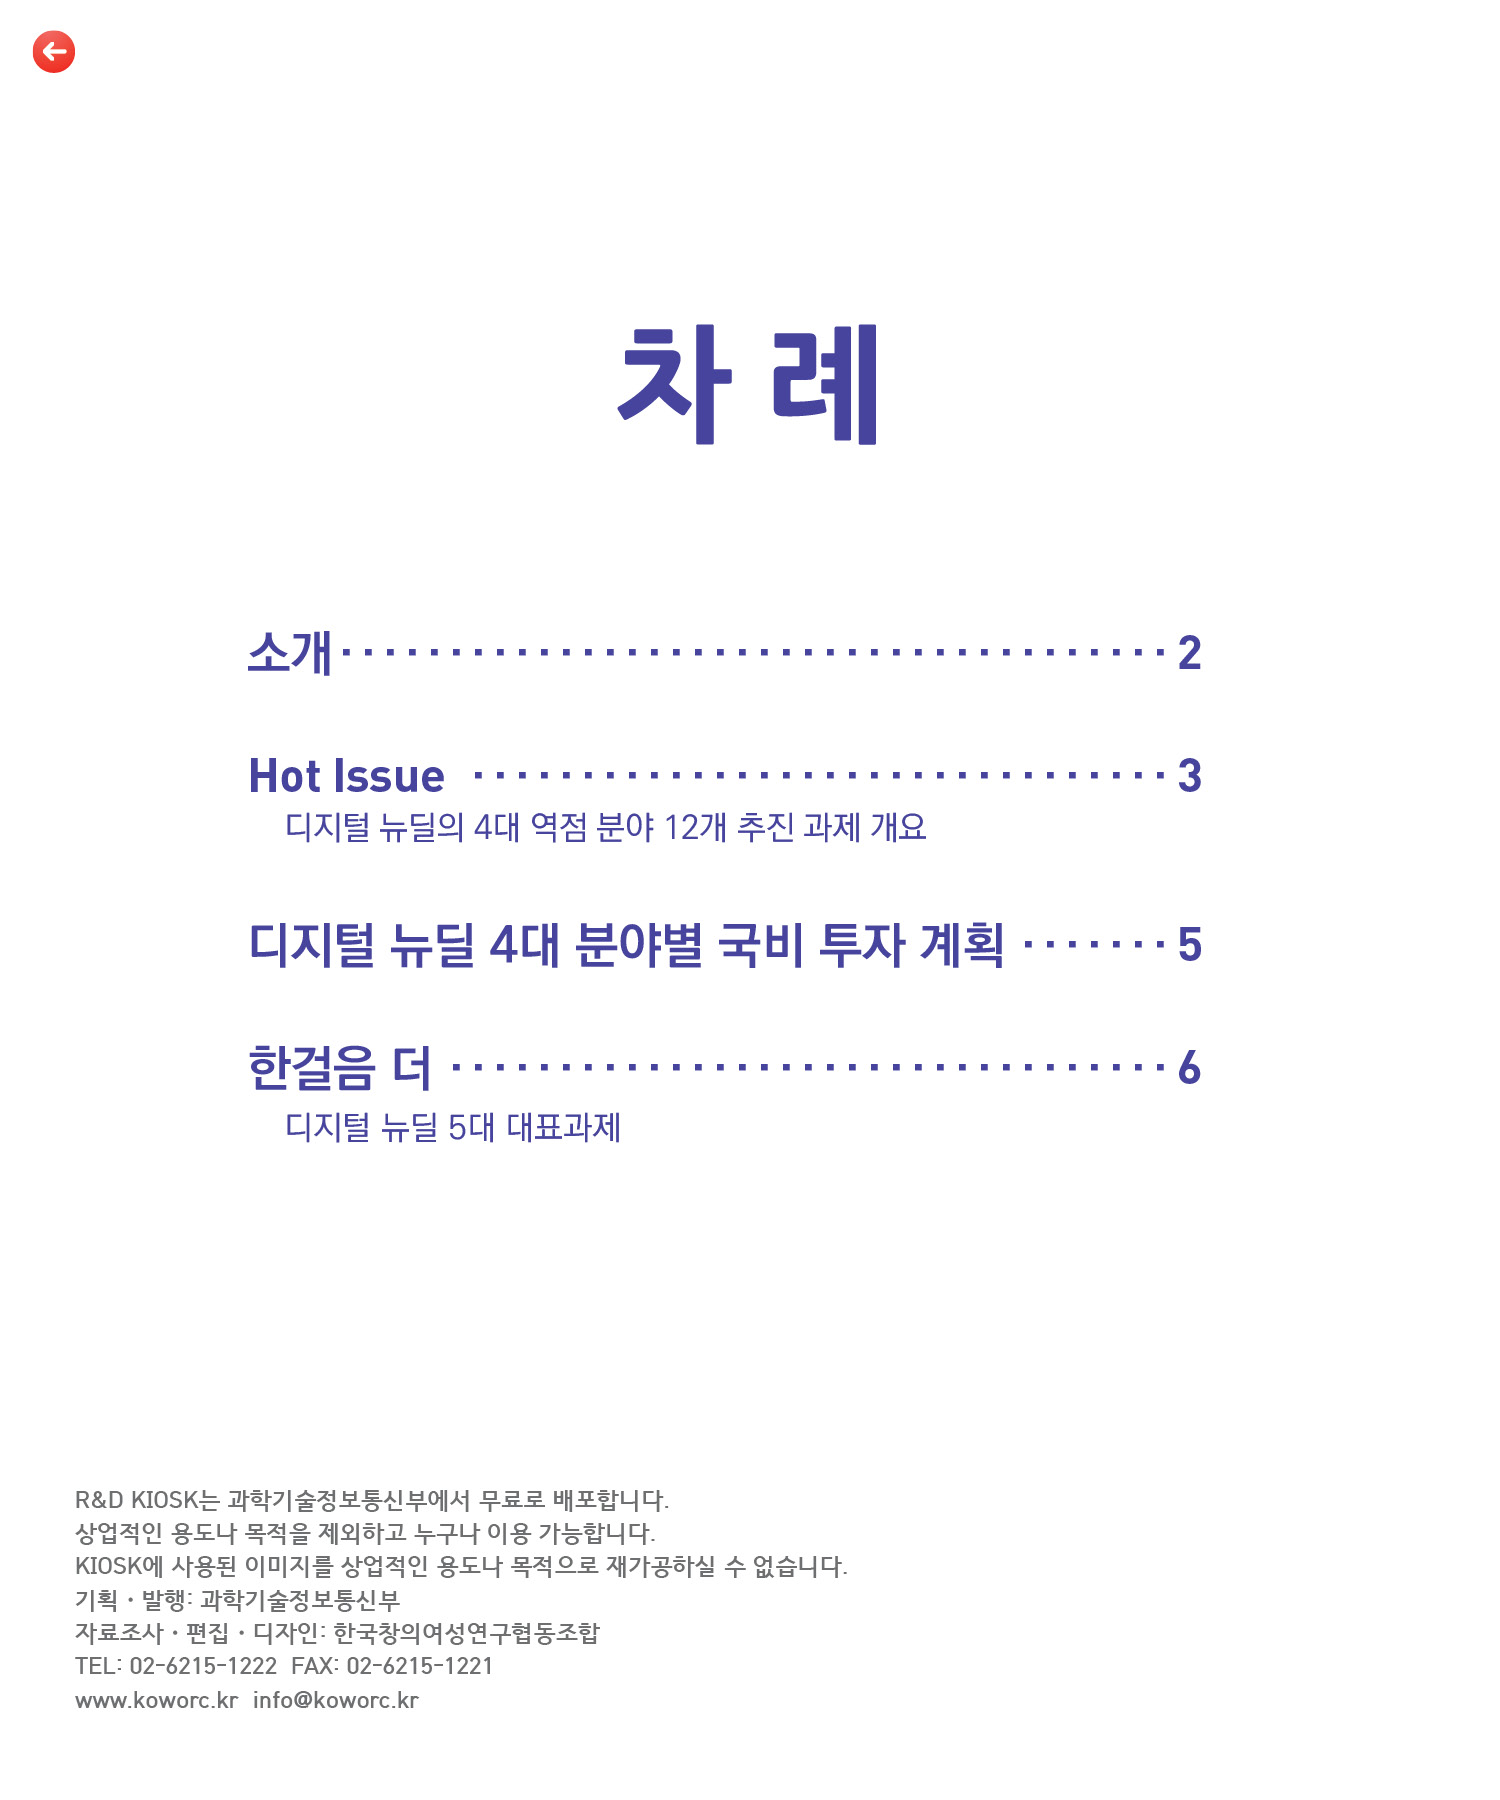 차 례
소개 ······································ 2
Hot Issue ································ 3
디지털 뉴딜의 4대 역점 분야 12개 추진 과제 개요
디지털 뉴딜 4대 분야별 국비 투자 계획 ······· 5
한걸음 더 ································· 6
디지털 뉴딜 5대 대표과제
R&D KIOSK는 과학기술정보통신부에서 무료로 배포합니다.
상업적인 용도나 목적을 제외하고 누구나 이용 가능합니다.
KIOSK에 사용된 이미지를 상업적인 용도나 목적으로 재가공하실 수 없습니다.
기획 · 발행: 과학기술정보통신부
자료조사 · 편집 · 디자인: 한국창의여성연구협동조합
TEL: 02-6215-1222 FAX: 02-6215-1221
www.koworc.kr info@koworc.kr